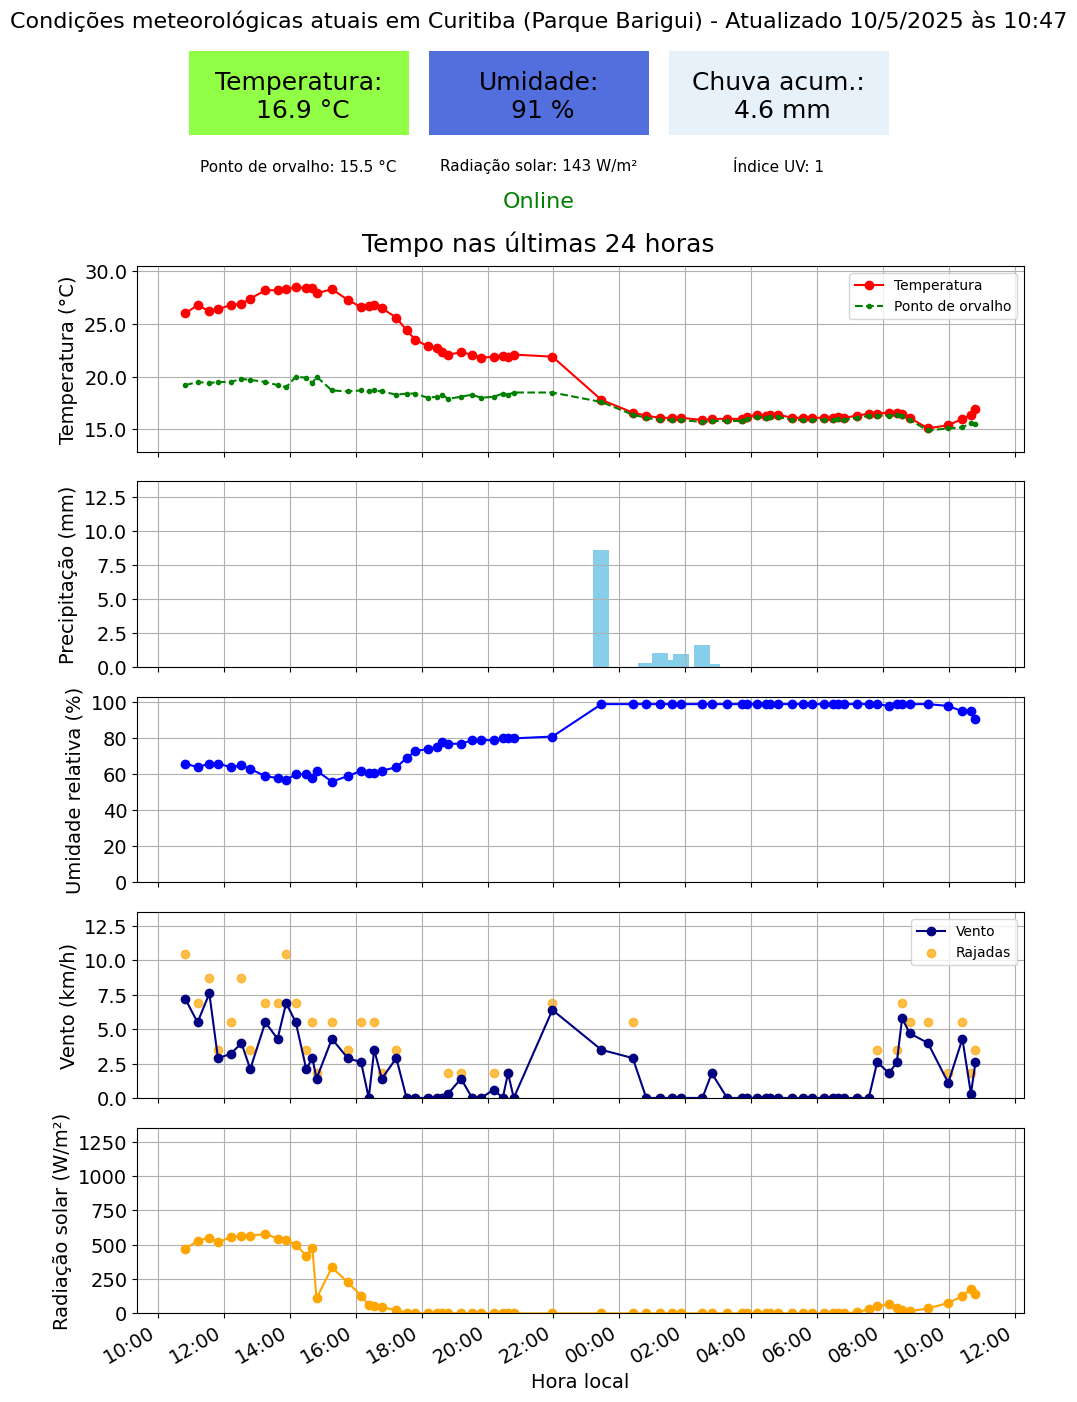 Condições meteorológicas atuais em Curitiba (Parque Barigui) - Atualizado 10/5/2025 às 10:47
Temperatura:
16.9 °C
Umidade:
91 %
Chuva acum.:
4.6 mm
Ponto de orvalho: 15.5 °C
Radiação solar: 143 W/m²
Índice UV: 1
Online
Tempo nas últimas 24 horas
Temperatura (°C)
30.0
25.0
20.0
15.0
Temperatura
Ponto de orvalho
Precipitação (mm)
12.5
10.0
7.5
5.0
2.5
0.0
Umidade relativa (%)
100
80
60
40
20
0
Vento (km/h)
12.5
10.0
7.5
5.0
2.5
0.0
Vento
Rajadas
Radiação solar (W/m²)
1250
1000
750
500
250
0
10:00
12:00
14:00
16:00
18:00
20:00
22:00
00:00
02:00
04:00
06:00
08:00
10:00
12:00
Hora local